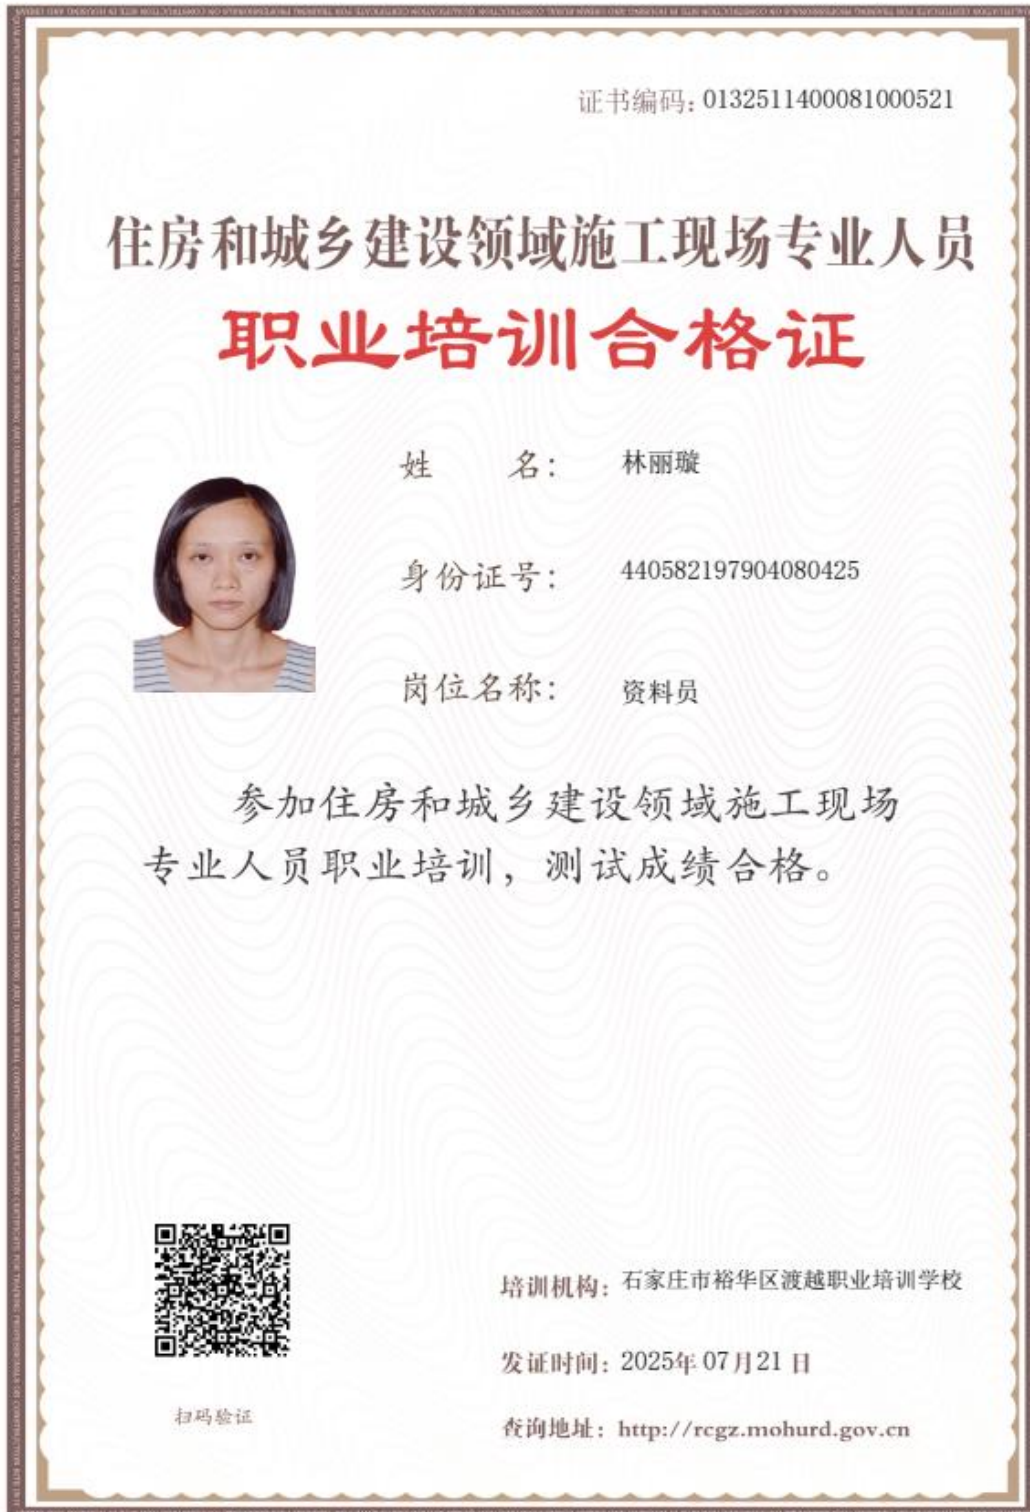 证书编码: 0132511400081000521
住房和城乡建设领域施工现场专业人员
职业培训合格证
姓 名: 林丽璇
身份证号: 440582197904080425
岗位名称: 资料员
参加住房和城乡建设领域施工现场
专业人员职业培训，测试成绩合格。
培训机构: 石家庄市裕华区渡越职业培训学校
发证时间: 2025年 07月21 日
扫码验证
查询地址: http://rcgz.mohurd.gov.cn